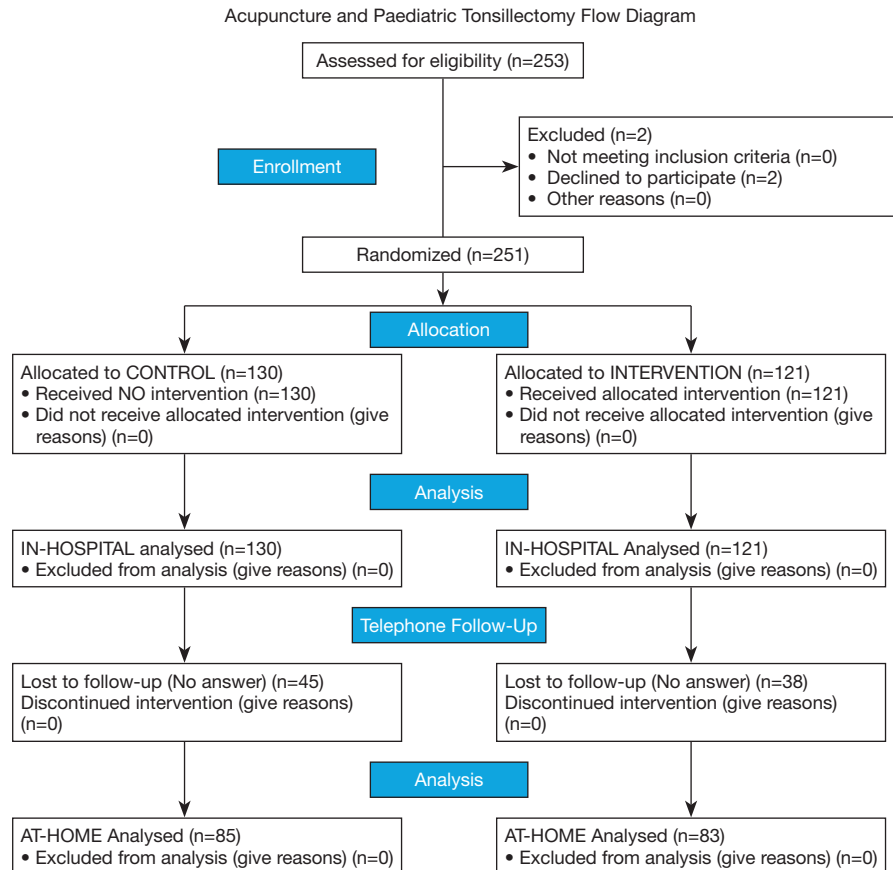 Acupuncture and Paediatric Tonsillectomy Flow Diagram
Assessed for eligibility (n=253)
Excluded (n=2)
• Not meeting inclusion criteria (n=0)
• Declined to participate (n=2)
• Other reasons (n=0)
Enrollment
Randomized (n=251)
Allocation
Allocated to CONTROL (n=130)
• Received NO intervention (n=130)
• Did not receive allocated intervention (give
reasons) (n=0)
Allocated to INTERVENTION (n=121)
• Received allocated intervention (n=121)
• Did not receive allocated intervention (give
reasons) (n=0)
Analysis
IN-HOSPITAL analysed (n=130)
• Excluded from analysis (give reasons) (n=0)
IN-HOSPITAL Analysed (n=121)
• Excluded from analysis (give reasons) (n=0)
Telephone Follow-Up
Lost to follow-up (No answer) (n=45)
Discontinued intervention (give reasons)
(n=0)
Lost to follow-up (No answer) (n=38)
Discontinued intervention (give reasons)
(n=0)
Analysis
AT-HOME Analysed (n=85)
• Excluded from analysis (give reasons) (n=0)
AT-HOME Analysed (n=83)
• Excluded from analysis (give reasons) (n=0)